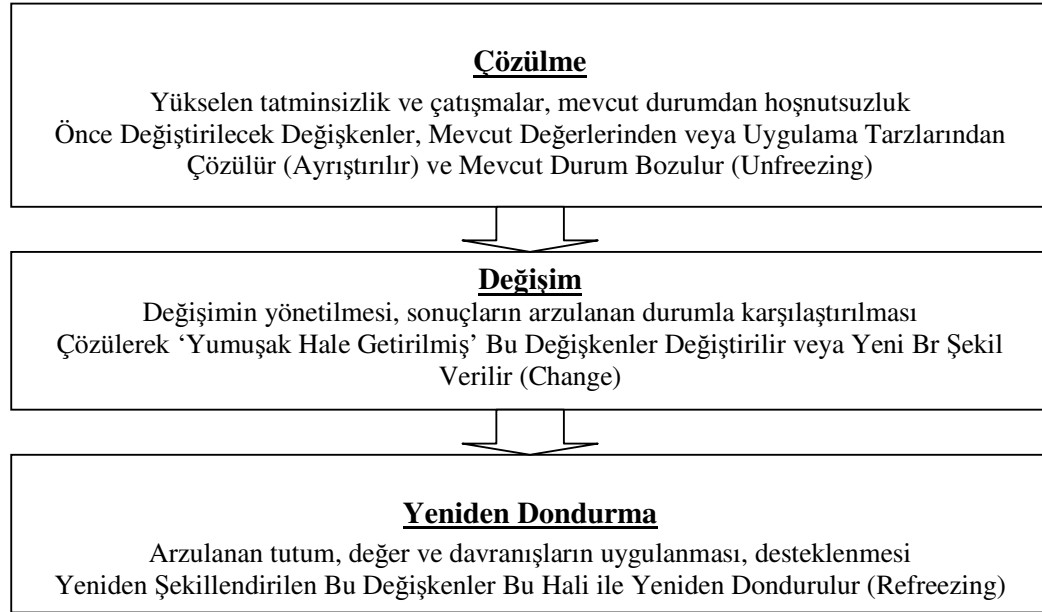 Çözülme
Yükselen tatminsizlik ve çatışmalar, mevcut durumdan hoşnutsuzluk
Önce Değiştirilecek Değişkenler, Mevcut Değerlerinden veya Uygulama Tarzlarından
Çözülür (Ayrıştırılır) ve Mevcut Durum Bozulur (Unfreezing)
Değişim
Değişimin yönetilmesi, sonuçların arzulanan durumla karşılaştırılması
Çözülerek ‘Yumuşak Hale Getirilmiş’ Bu Değişkenler Değiştirilir veya Yeni Br Şekil
Verilir (Change)
Yeniden Dondurma
Arzulanan tutum, değer ve davranışların uygulanması, desteklenmesi
Yeniden Şekillendirilen Bu Değişkenler Bu Hali ile Yeniden Dondurulur (Refreezing)